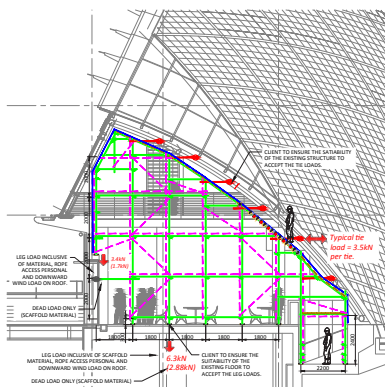 CLIENT TO ENSURE THE SATIABILITY
OF THE EXISTING STRUCTURE TO
ACCEPT THE TIE LOADS.
Typical tie
load = 3.5kN
per tie.
3.4kN
(1.7kN)
LEG LOAD INCLUSIVE
OF MATERIAL, ROPE
ACCESS PERSONAL
AND DOWNWARD
WIND LOAD ON ROOF.
DEAD LOAD ONLY
(SCAFFOLD MATERIAL)
1800
1800
1800
1800
2400
2200
LEG LOAD INCLUSIVE OF SCAFFOLD
MATERIAL, ROPE ACCESS PERSONAL AND
DOWNWARD WIND LOAD ON ROOF.
DEAD LOAD ONLY (SCAFFOLD MATERIAL)
6.3kN
(2.88kN)
CLIENT TO ENSURE THE
SUITABILITY OF THE
EXISTING FLOOR TO
ACCEPT THE LEG LOADS.